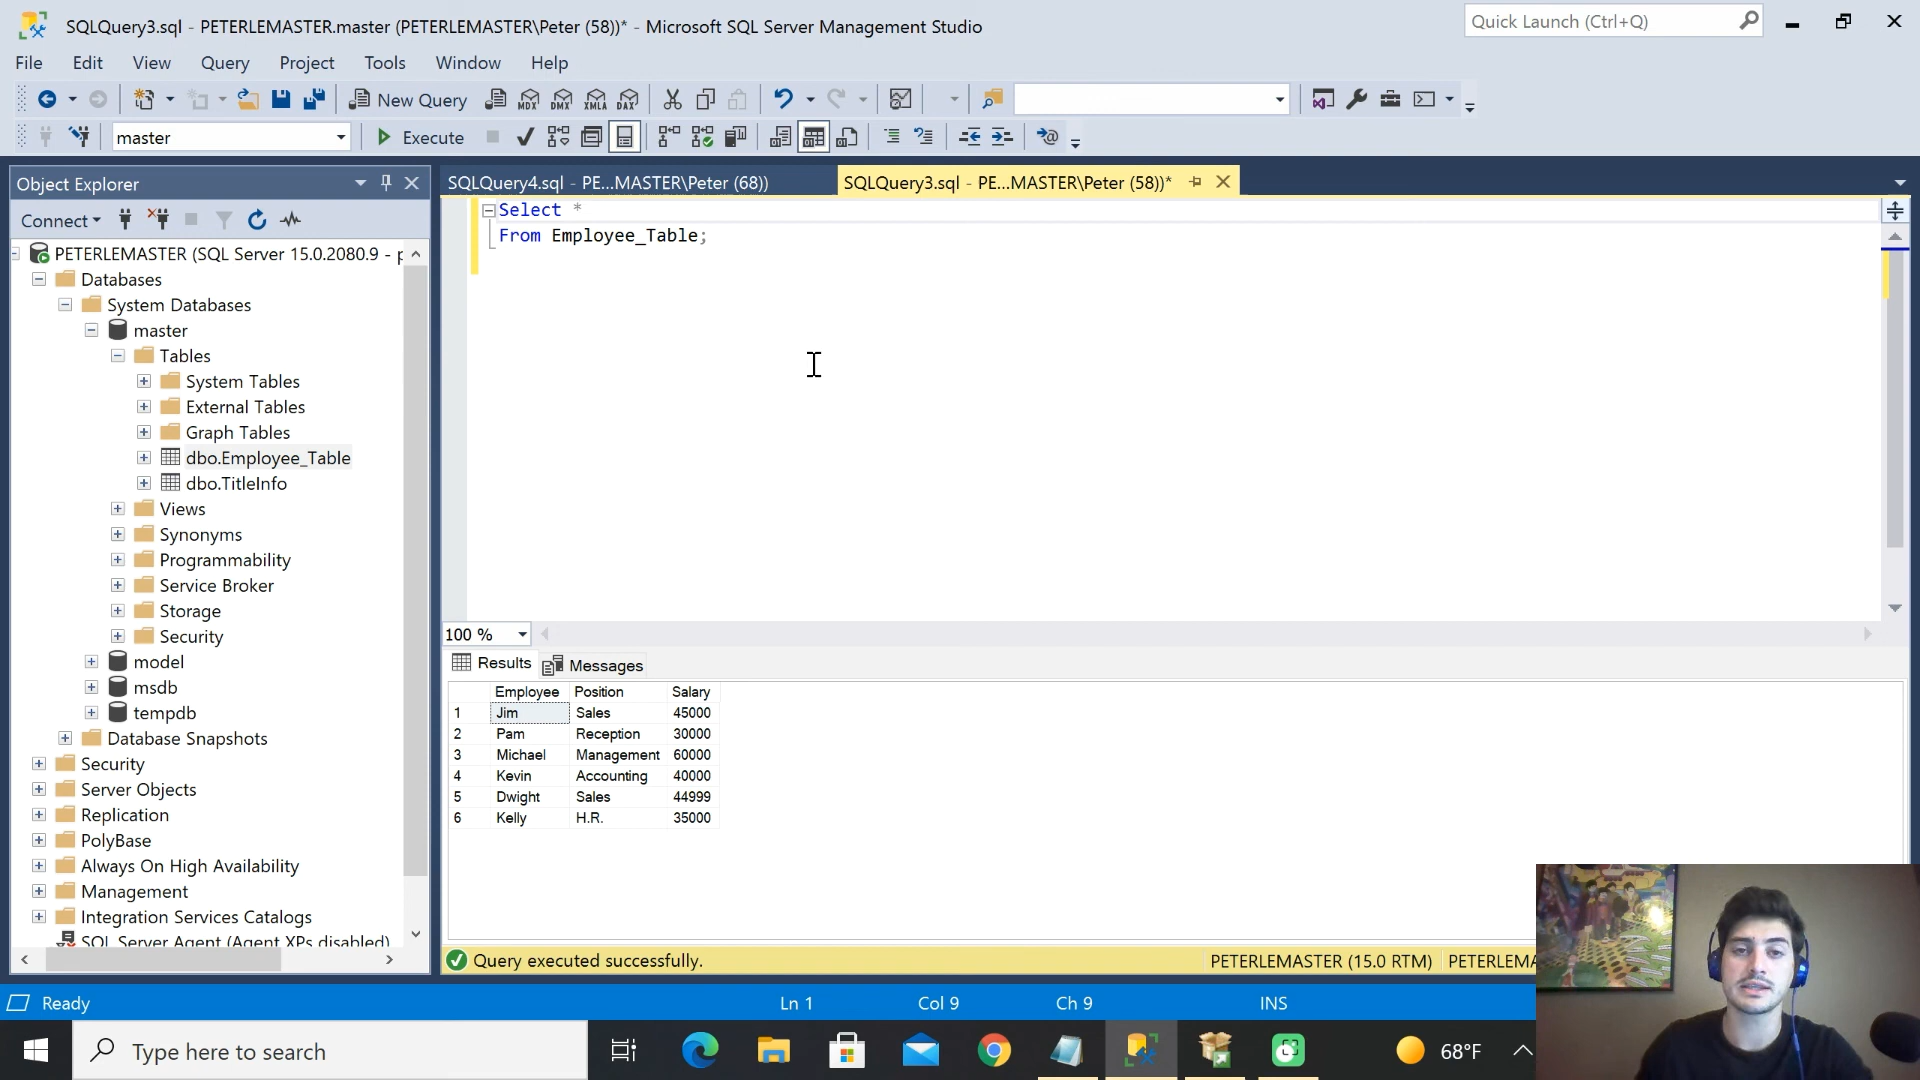 SQLQuery3.sql - PETERLEMASTER.master (PETERLEMASTER\Peter (58))* - Microsoft SQL Server Management Studio
Quick Launch (Ctrl+Q)
File Edit View Query Project Tools Window Help
New Query MDX DMX XMLA DAX
master Execute
Object Explorer
SQLQuery4.sql - PE...MASTER\Peter (68))
SQLQuery3.sql - PE...MASTER\Peter (58))*
Connect
Select *
From Employee_Table;
PETERLEMASTER (SQL Server 15.0.2080.9 - p
Databases
System Databases
master
Tables
System Tables
External Tables
Graph Tables
dbo.Employee_Table
dbo.TitleInfo
Views
Synonyms
Programmability
Service Broker
Storage
Security
model
msdb
tempdb
Database Snapshots
Security
Server Objects
Replication
PolyBase
Always On High Availability
Management
Integration Services Catalogs
SQL Server Agent (Agent XPs disabled)
100 %
Results Messages
Employee Position Salary
1 Jim Sales 45000
2 Pam Reception 30000
3 Michael Management 60000
4 Kevin Accounting 40000
5 Dwight Sales 44999
6 Kelly H.R. 35000
Query executed successfully. PETERLEMASTER (15.0 RTM) PETERLEMA
Ready Ln 1 Col 9 Ch 9 INS
Type here to search 68°F